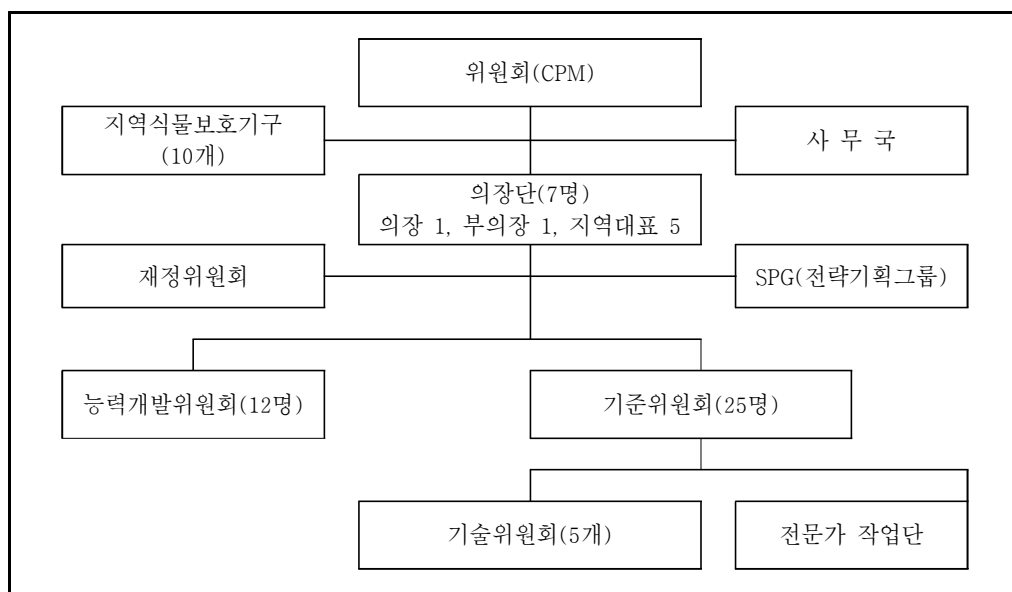 위원회(CPM)
지역식물보호기구
(10개)
사 무 국
의장단(7명)
의장 1, 부의장 1, 지역대표 5
재정위원회
SPG(전략기획그룹)
능력개발위원회(12명)
기준위원회(25명)
기술위원회(5개)
전문가 작업단